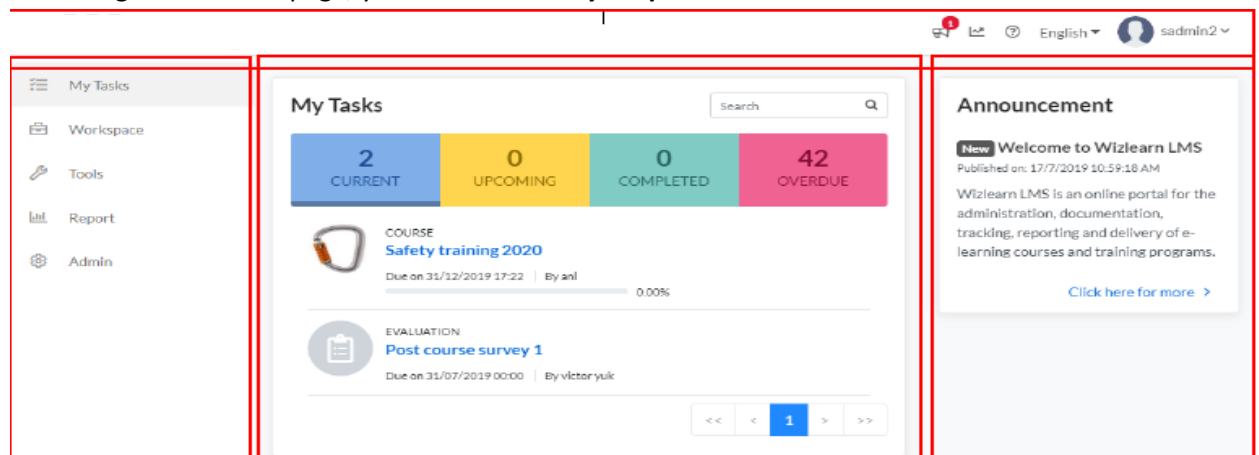 1
English
sadmin2
My Tasks
Workspace
Tools
Report
Admin
My Tasks
Search
2
CURRENT
0
UPCOMING
0
COMPLETED
42
OVERDUE
COURSE
Safety training 2020
Due on 31/12/2019 17:22 | By anl
0.00%
EVALUATION
Post course survey 1
Due on 31/07/2019 00:00 | By victor yuk
<< < 1 > >>
Announcement
New Welcome to Wizlearn LMS
Published on: 17/7/2019 10:59:18 AM
Wizlearn LMS is an online portal for the
administration, documentation,
tracking, reporting and delivery of e-
learning courses and training programs.
Click here for more >